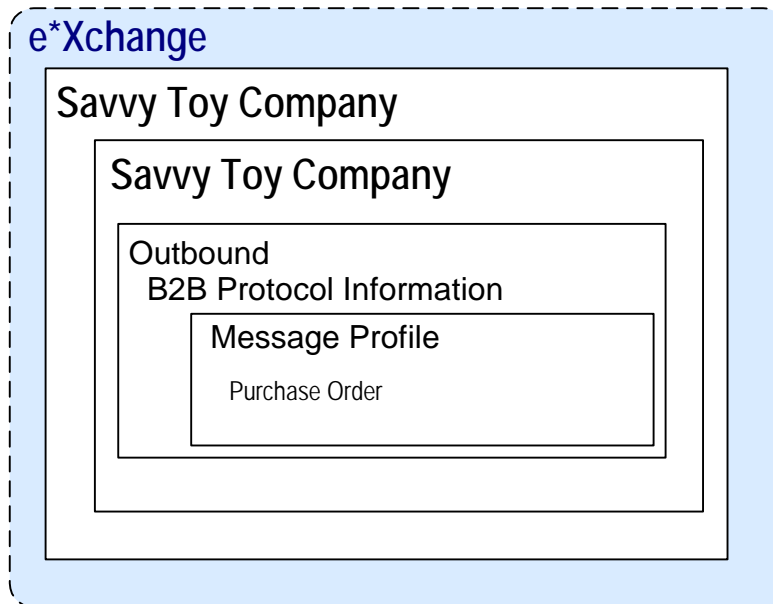 e*Xchange
Savvy Toy Company
Savvy Toy Company
Outbound
B2B Protocol Information
Message Profile
Purchase Order